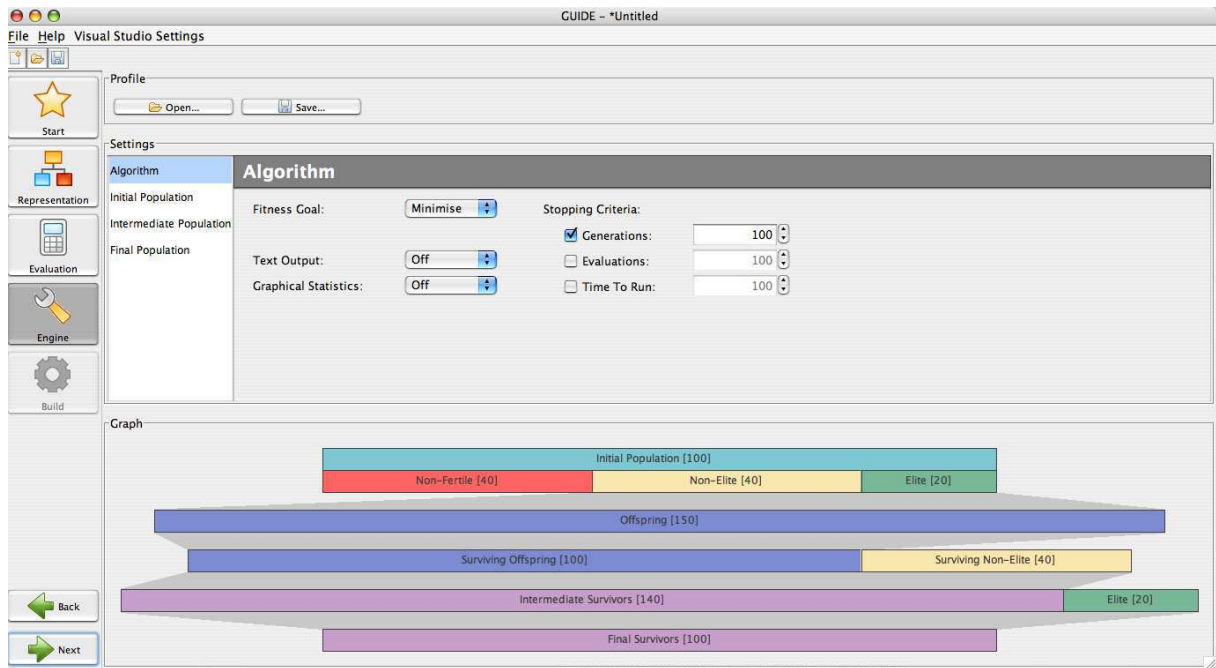 GUIDE - *Untitled
File Help Visual Studio Settings
Start
Representation
Evaluation
Engine
Build
Back
Next
Profile
Open...
Save...
Settings
Algorithm
Initial Population
Intermediate Population
Final Population
Algorithm
Fitness Goal: Minimise
Text Output: Off
Graphical Statistics: Off
Stopping Criteria:
Generations: 100
Evaluations: 100
Time To Run: 100
Graph
Initial Population [100]
Non-Fertile [40] Non-Elite [40] Elite [20]
Offspring [150]
Surviving Offspring [100] Surviving Non-Elite [40]
Intermediate Survivors [140] Elite [20]
Final Survivors [100]